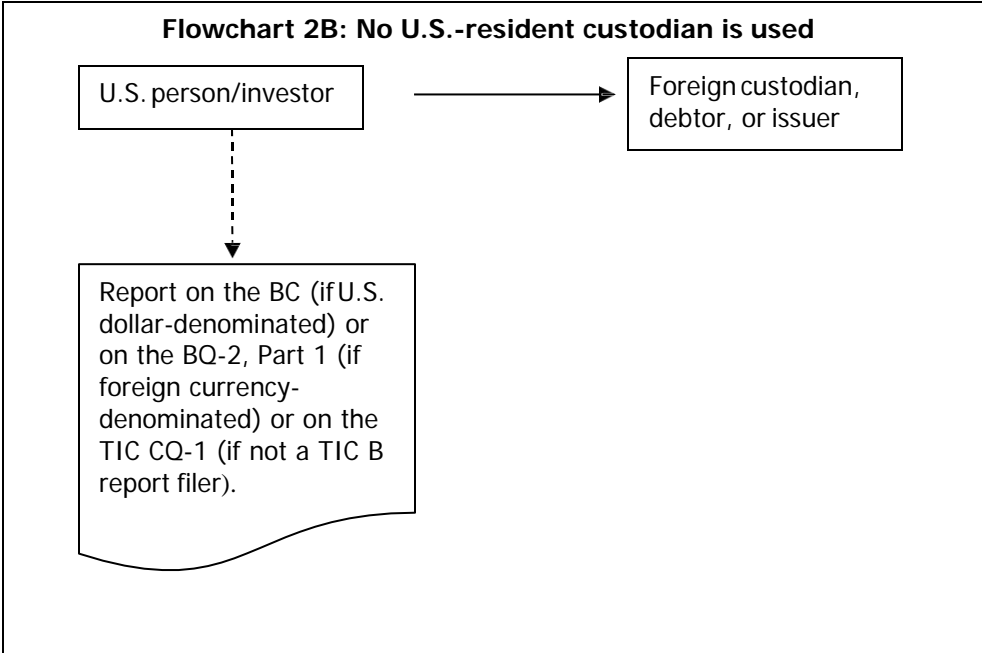 Flowchart 2B: No U.S.-resident custodian is used
U.S. person/investor
Foreign custodian,
debtor, or issuer
Report on the BC (if U.S.
dollar-denominated) or
on the BQ-2, Part 1 (if
foreign currency-
denominated) or on the
TIC CQ-1 (if not a TIC B
report filer).